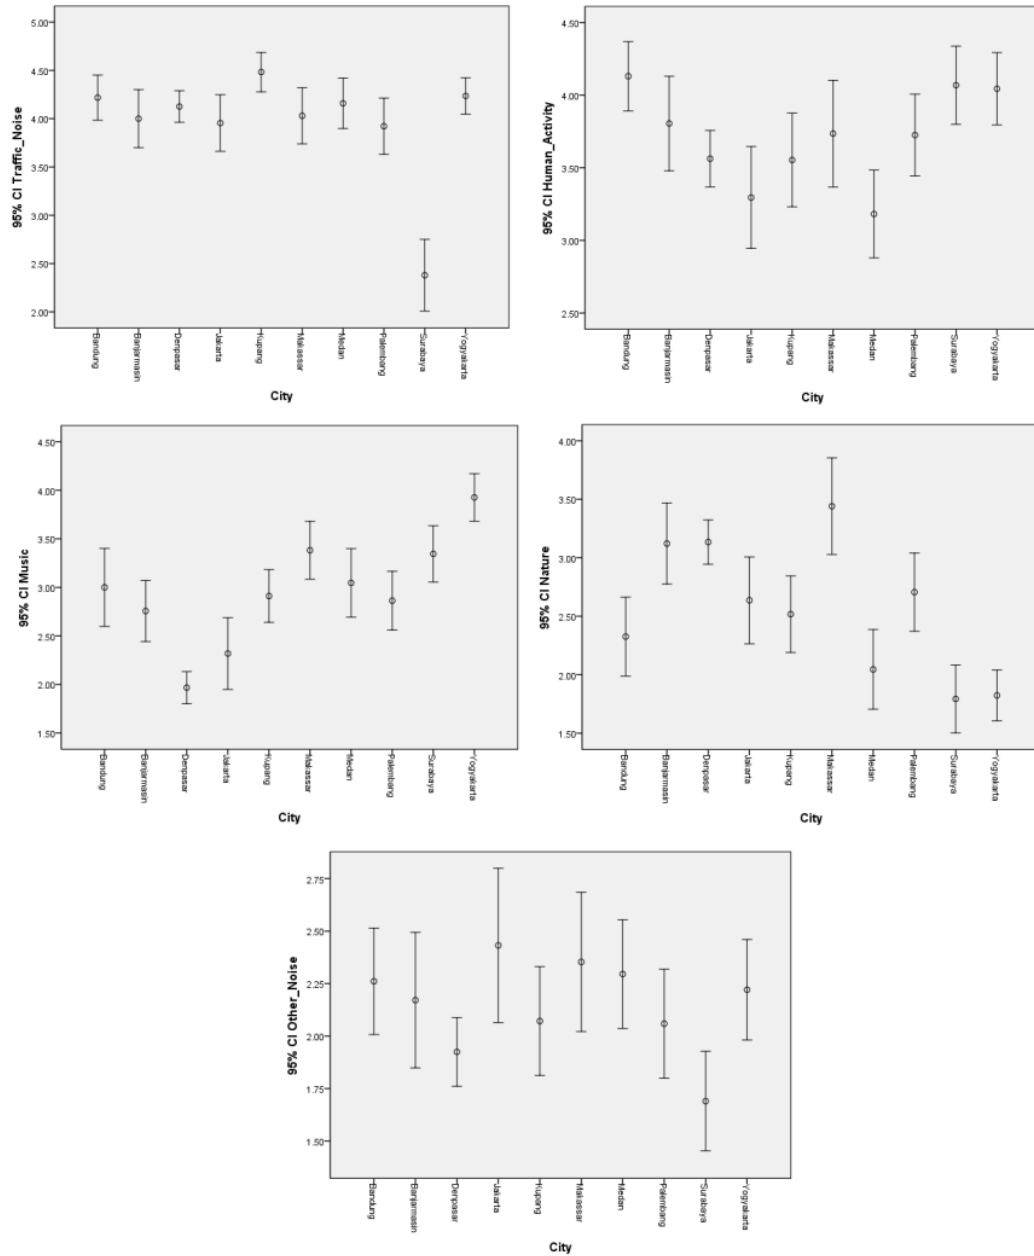 95% CI Traffic_Noise
5.00
4.50
4.00
3.50
3.00
2.50
2.00
Bandung
Banjarmasin
Denpasar
Jakarta
Kupang
Makassar
Medan
Palembang
Surabaya
Yogyakarta
City
95% CI Human_Activity
4.50
4.00
3.50
3.00
2.50
Bandung
Banjarmasin
Denpasar
Jakarta
Kupang
Makassar
Medan
Palembang
Surabaya
Yogyakarta
City
95% CI Music
4.50
4.00
3.50
3.00
2.50
2.00
1.50
Bandung
Banjarmasin
Denpasar
Jakarta
Kupang
Makassar
Medan
Palembang
Surabaya
Yogyakarta
City
95% CI Nature
4.00
3.50
3.00
2.50
2.00
1.50
Bandung
Banjarmasin
Denpasar
Jakarta
Kupang
Makassar
Medan
Palembang
Surabaya
Yogyakarta
City
95% CI Other_Noise
2.75
2.50
2.25
2.00
1.75
1.50
Bandung
Banjarmasin
Denpasar
Jakarta
Kupang
Makassar
Medan
Palembang
Surabaya
Yogyakarta
City